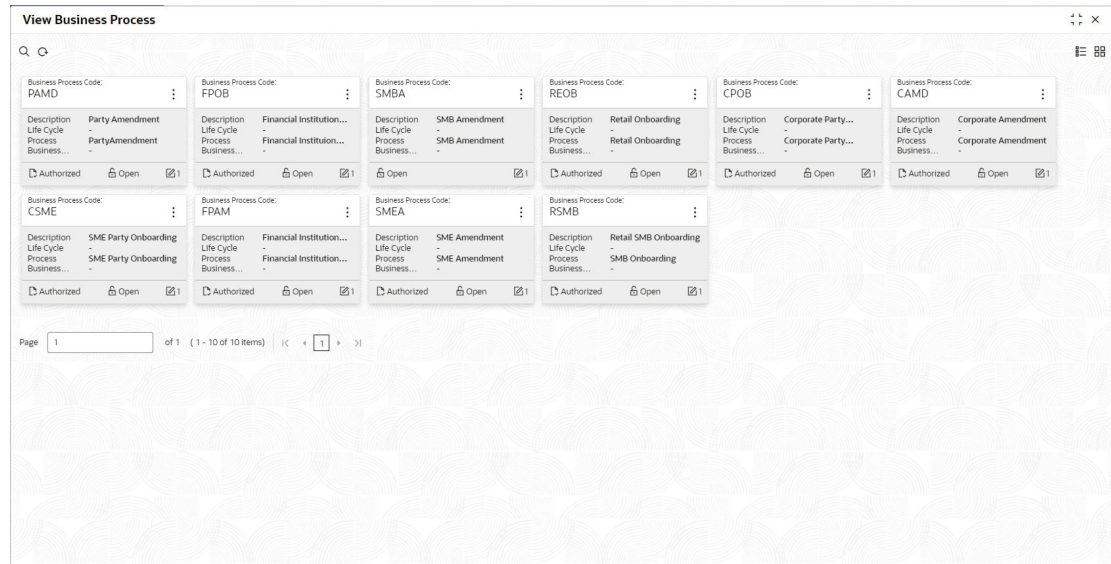 View Business Process
Business Process Code:
PAMD
Description Party Amendment
Life Cycle -
Process PartyAmendment
Business... -
Authorized Open 1
Business Process Code:
FPOB
Description Financial Institution...
Life Cycle -
Process Financial Instituion...
Business... -
Authorized Open 1
Business Process Code:
SMBA
Description SMB Amendment
Life Cycle -
Process SMB Amendment
Business... -
Open 1
Business Process Code:
REOB
Description Retail Onboarding
Life Cycle -
Process Retail Onboarding
Business... -
Authorized Open 1
Business Process Code:
CPOB
Description Corporate Party...
Life Cycle -
Process Corporate Party...
Business... -
Authorized Open 1
Business Process Code:
CAMD
Description Corporate Amendment
Life Cycle -
Process Corporate Amendment
Business... -
Authorized Open 1
Business Process Code:
CSME
Description SME Party Onboarding
Life Cycle -
Process SME Party Onboarding
Business... -
Authorized Open 1
Business Process Code:
FPAM
Description Financial Institution...
Life Cycle -
Process Financial Institution...
Business... -
Authorized Open 1
Business Process Code:
SMEA
Description SME Amendment
Life Cycle -
Process SME Amendment
Business... -
Authorized Open 1
Business Process Code:
RSMB
Description Retail SMB Onboarding
Life Cycle -
Process SMB Onboarding
Business... -
Authorized Open 1
Page 1 of 1 ( 1 - 10 of 10 items) 1